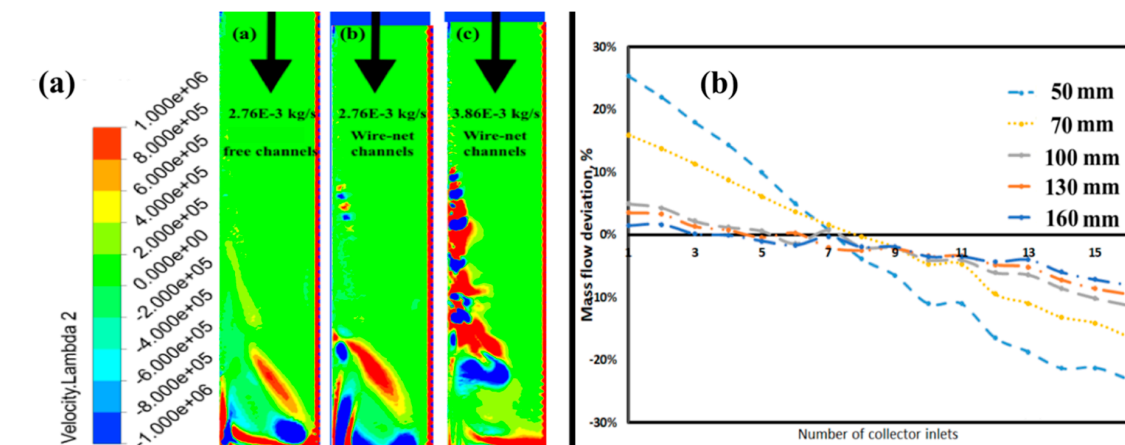 (a)
Velocity.Lambda 2
1.000e+06
8.000e+05
6.000e+05
4.000e+05
2.000e+05
0.000e+00
-2.000e+05
-4.000e+05
-6.000e+05
-8.000e+05
-1.000e+06
(a)
2.76E-3 kg/s
free channels
(b)
2.76E-3 kg/s
Wire-net
channels
(c)
3.86E-3 kg/s
Wire-net
channels
(b)
Mass flow deviation, %
30%
20%
10%
0%
-10%
-20%
-30%
1 3 5 7 9 11 13 15
Number of collector inlets
50 mm
70 mm
100 mm
130 mm
160 mm